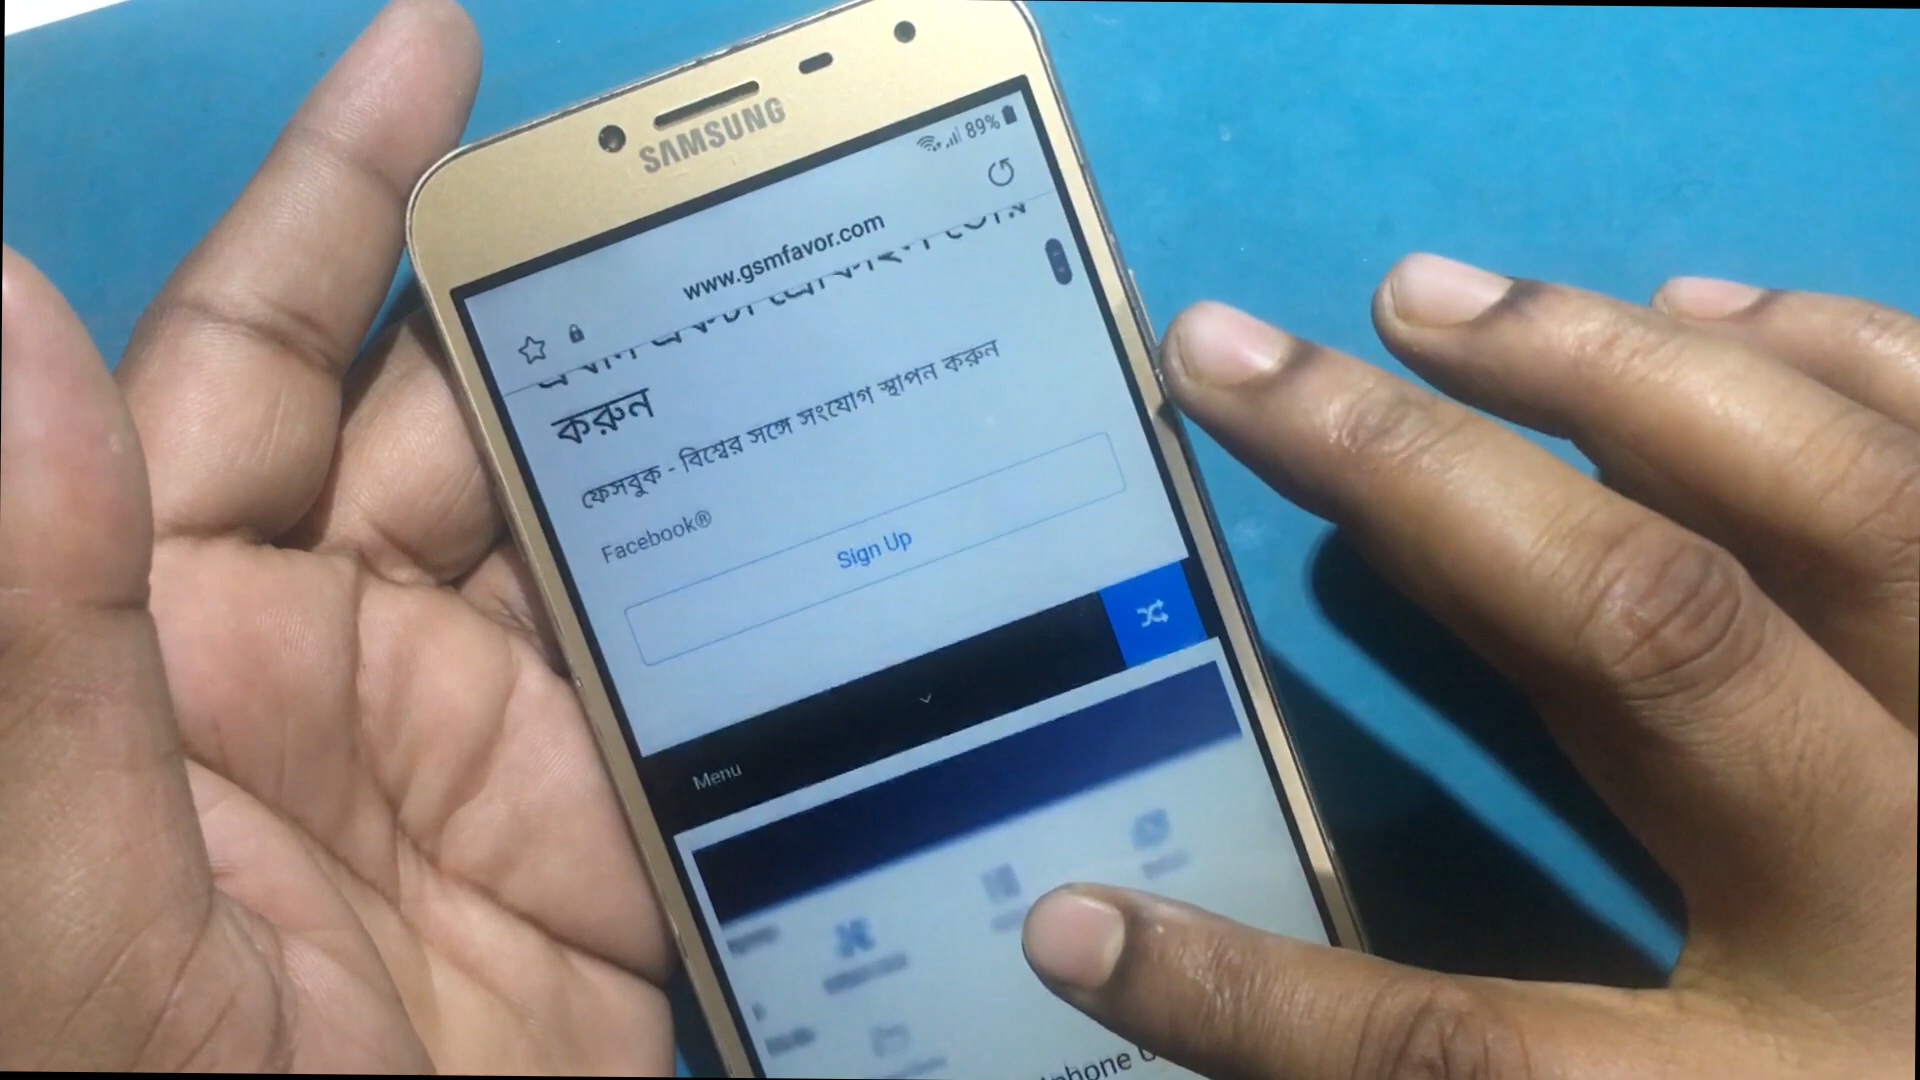 SAMSUNG
89%
www.gsmfavor.com
করুন
ফেসবুক - বিশ্বের সঙ্গে সংযোগ স্থাপন করুন
Facebook®
Sign Up
Menu